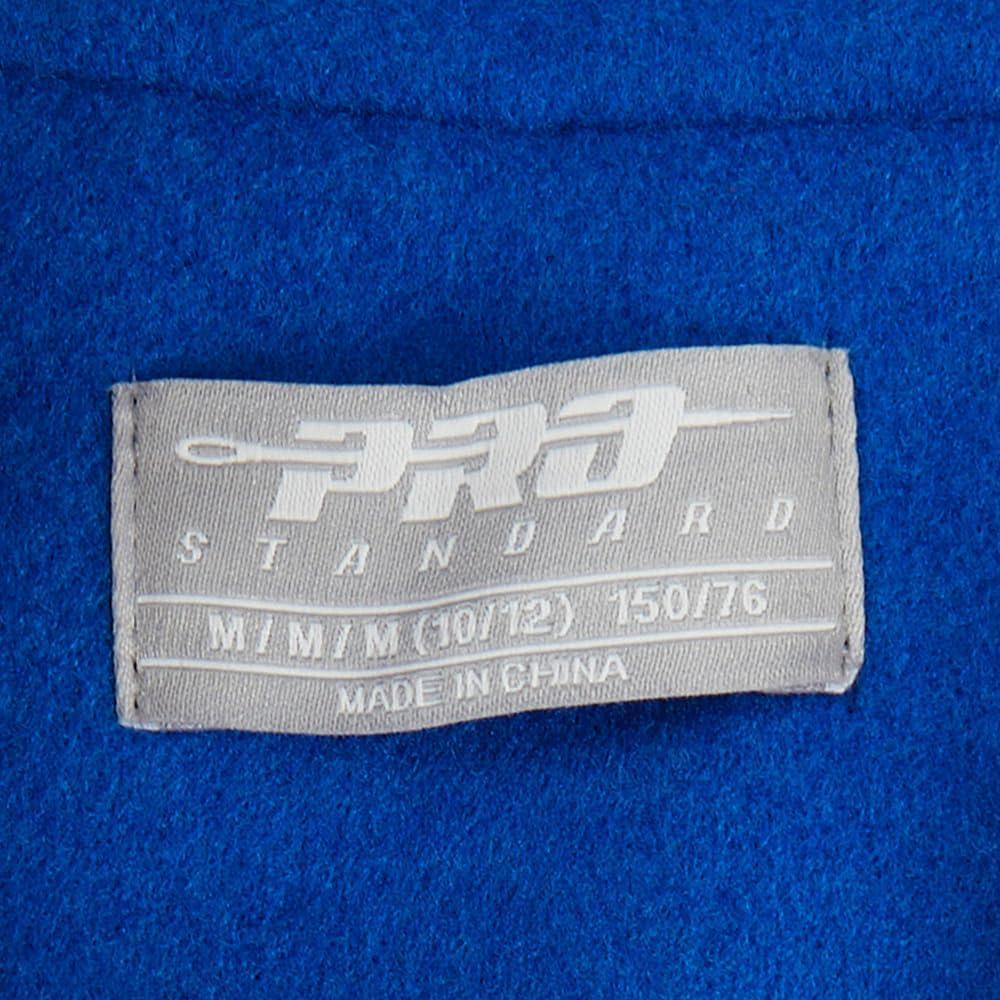 PRO
STANDARD
M/M/M (10/12) 150/76
MADE IN CHINA